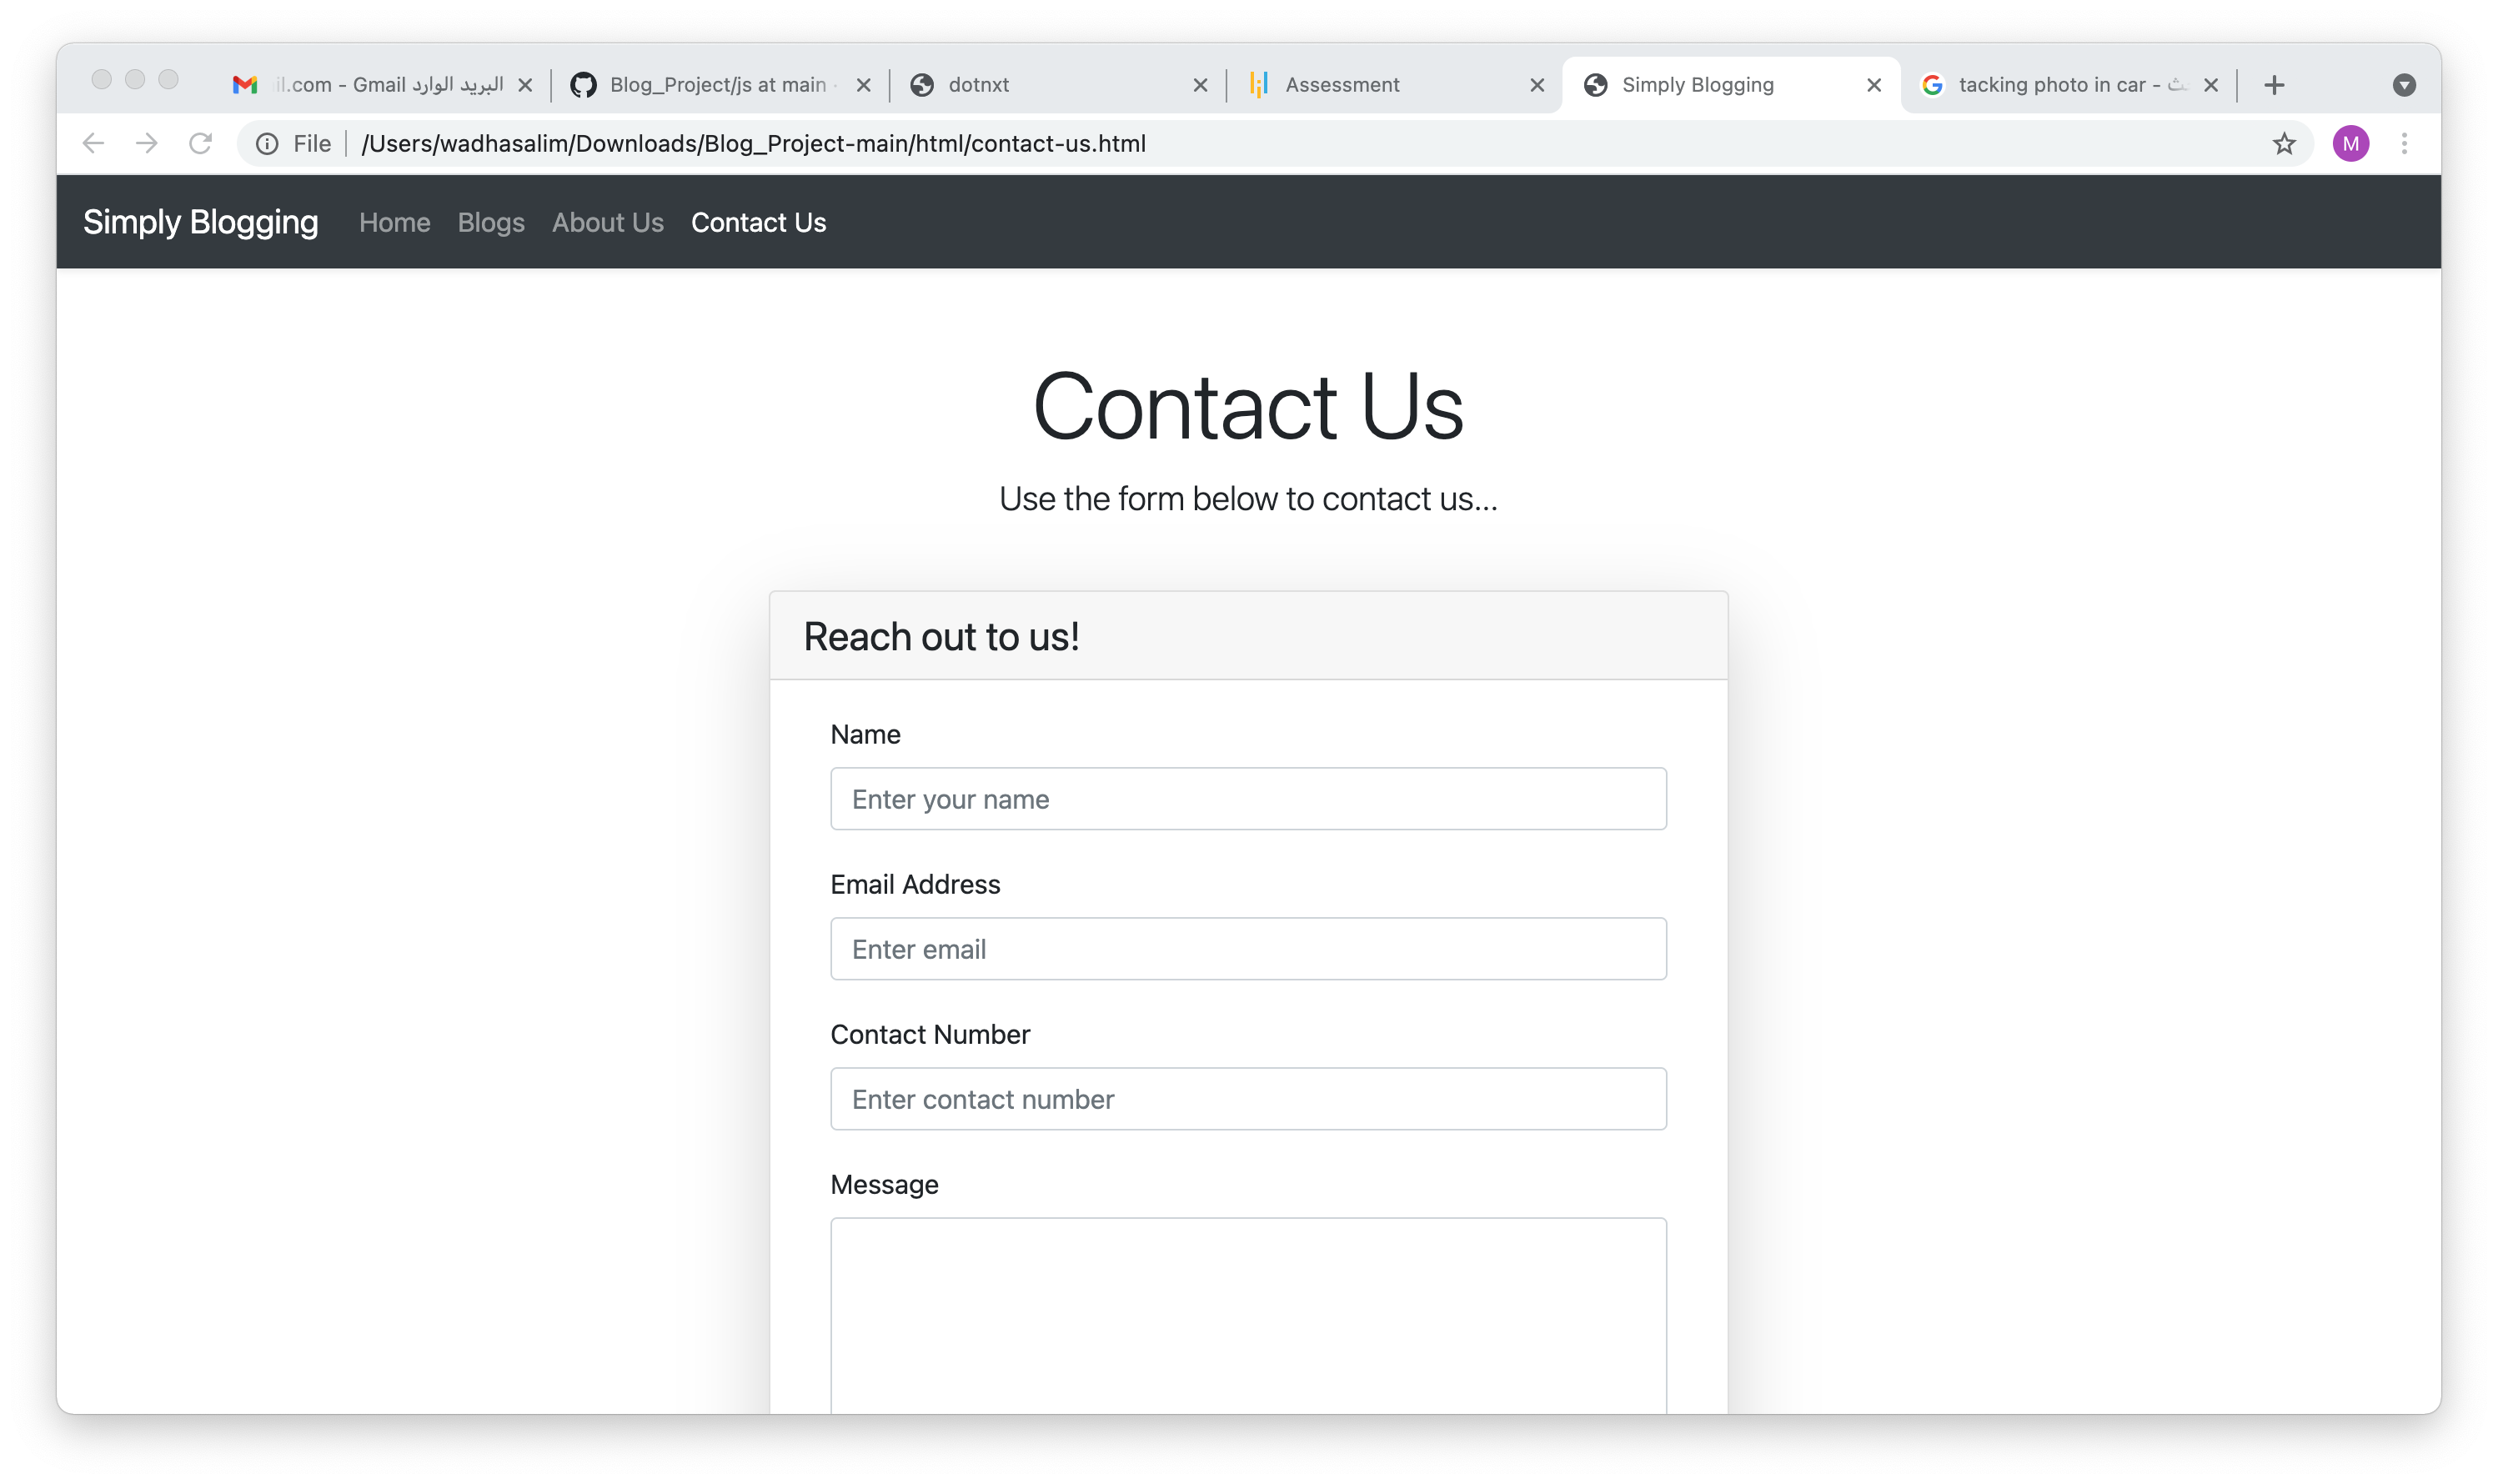 il.com - Gmail البريد الوارد
Blog_Project/js at main
dotnxt
Assessment
Simply Blogging
tacking photo in car -
File
/Users/wadhasalim/Downloads/Blog_Project-main/html/contact-us.html
M
Simply Blogging Home Blogs About Us Contact Us
Contact Us
Use the form below to contact us...
Reach out to us!
Name
Enter your name
Email Address
Enter email
Contact Number
Enter contact number
Message